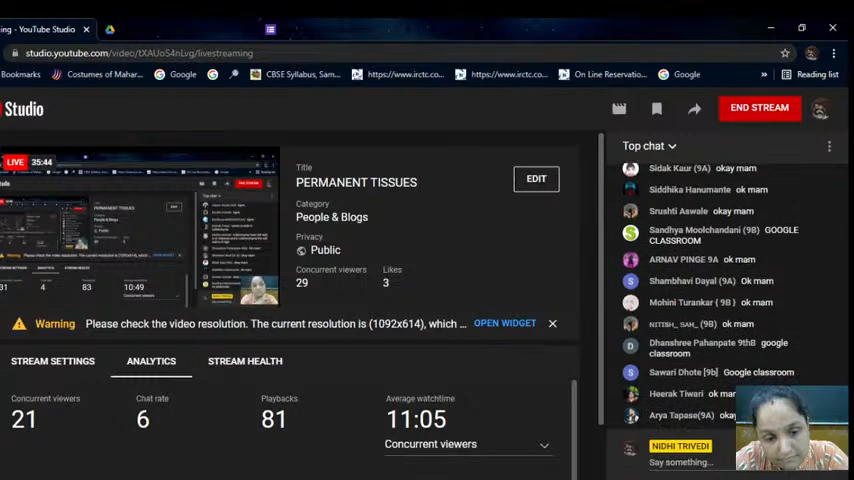 ng - YouTube Studio
studio.youtube.com/video/tXAUoS4nLvg/livestreaming
Bookmarks
Costumes of Mahar...
Google
CBSE Syllabus, Sam...
https://www.irctc.co...
https://www.irctc.co...
On Line Reservatio...
Google
»
Reading list
Studio
END STREAM
LIVE 35:44
Title
PERMANENT TISSUES
EDIT
Category
People & Blogs
Privacy
Public
Concurrent viewers
29
Likes
3
Warning Please check the video resolution. The current resolution is (1092x614), which ... OPEN WIDGET
STREAM SETTINGS
ANALYTICS
STREAM HEALTH
Concurrent viewers
21
Chat rate
6
Playbacks
81
Average watchtime
11:05
Concurrent viewers
Top chat
Sidak Kaur (9A) okay mam
Siddhika Hanumante ok mam
Srushti Aswale okay mam
Sandhya Moolchandani (9B) GOOGLE
CLASSROOM
ARNAV PINGE 9A ok mam
Shambhavi Dayal (9A) ok mam
Mohini Turankar { B } ok mam
NITISH_ SAM_ (9B) ok mam
Dhanshree Pahanpate 9thB google
classroom
Sawari Dhote [9b] Google classroom
Heerak Tiwari ok
Arya Tapase(9A)
NIDHI TRIVEDI
Say something...